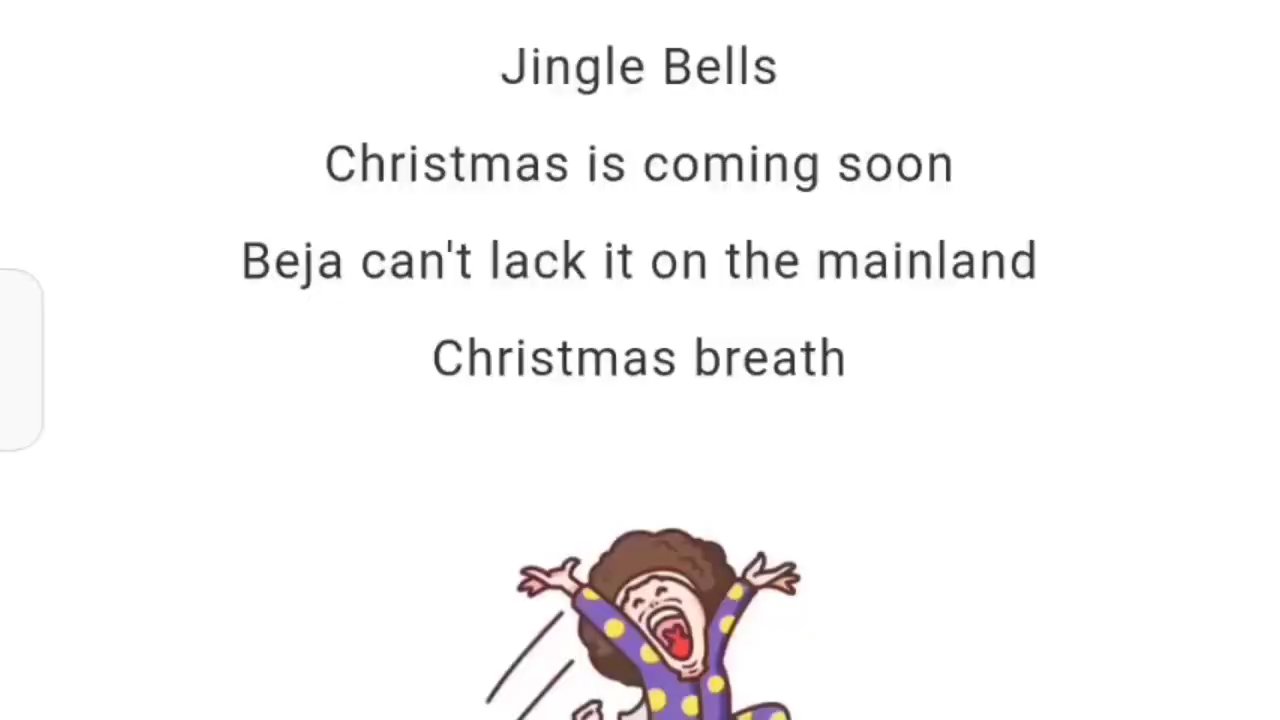 Jingle Bells
Christmas is coming soon
Beja can't lack it on the mainland
Christmas breath